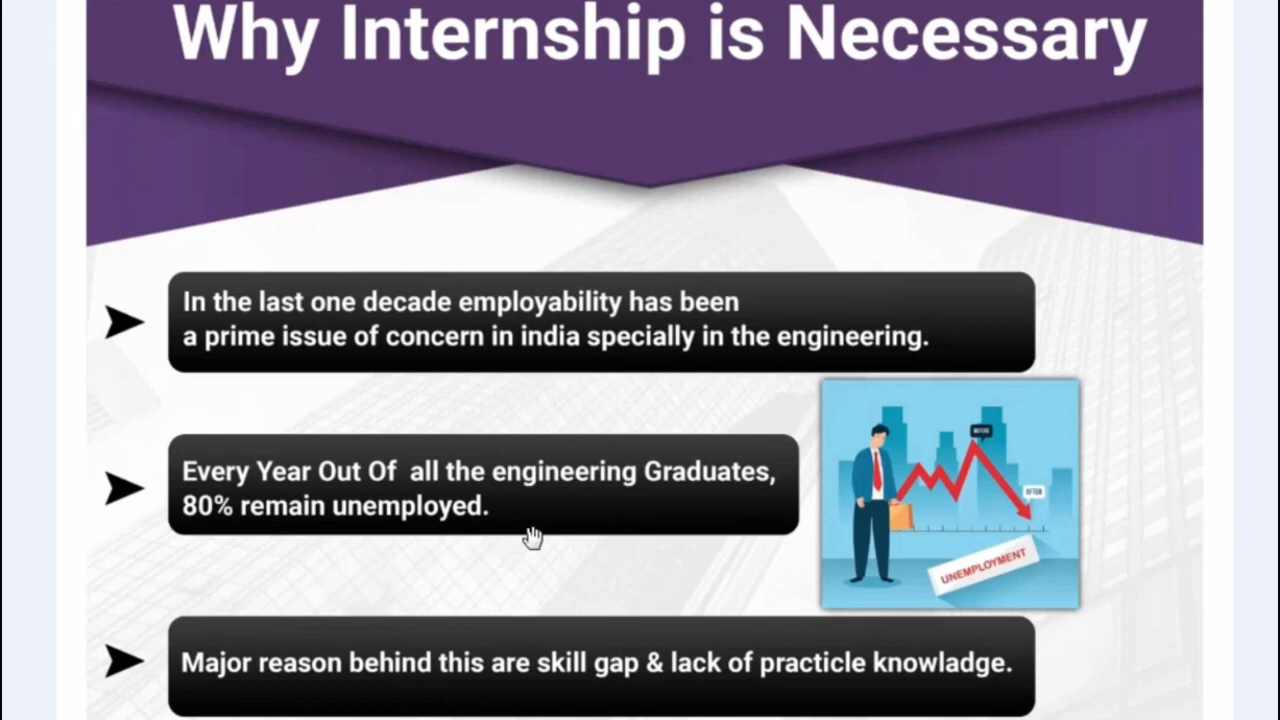 Why Internship is Necessary
In the last one decade employability has been
a prime issue of concern in india specially in the engineering.
Every Year Out Of all the engineering Graduates,
80% remain unemployed.
BEFORE
AFTER
UNEMPLOYMENT
Major reason behind this are skill gap & lack of practicle knowladge.